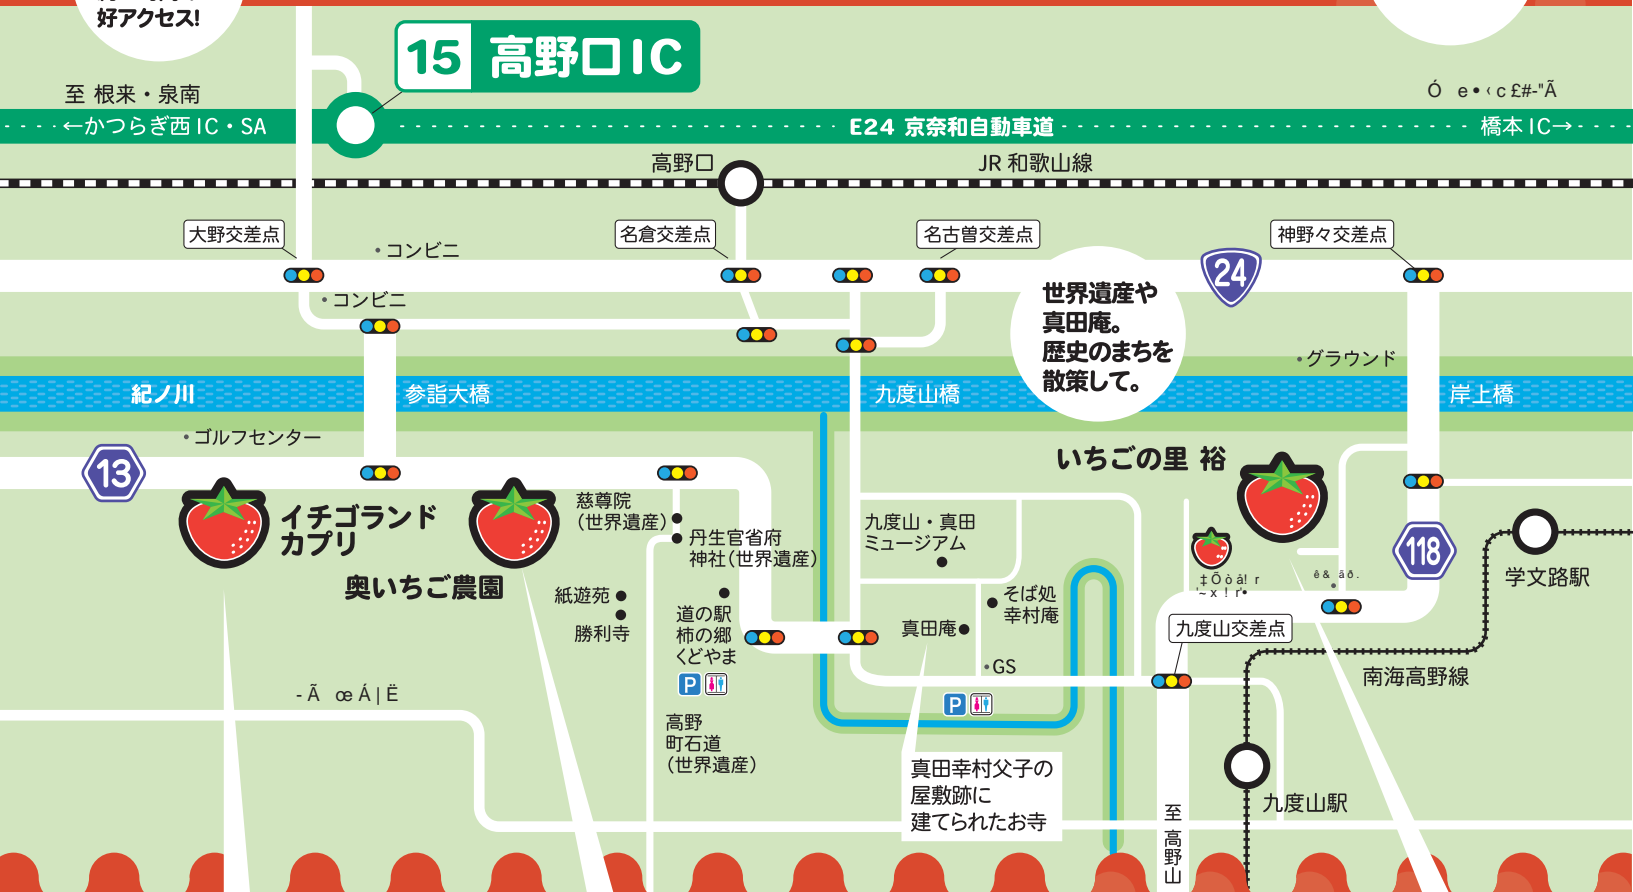 好アクセス!
15 高野口IC
至 根来・泉南
←かつらぎ西IC・SA
E24 京奈和自動車道
橋本IC→
高野口
JR 和歌山線
大野交差点
名倉交差点
名古曽交差点
神野々交差点
・コンビニ
・コンビニ
24
世界遺産や
真田庵。
歴史のまちを
散策して。
・グラウンド
紀ノ川
参詣大橋
九度山橋
岸上橋
・ゴルフセンター
13
いちごの里 裕
イチゴランド
カプリ
奥いちご農園
慈尊院
(世界遺産)
丹生官省府
神社(世界遺産)
紙遊苑
勝利寺
道の駅
柿の郷
くどやま
P
高野
町石道
(世界遺産)
九度山・真田
ミュージアム
そば処
幸村庵
真田庵
・GS
P
118
学文路駅
九度山交差点
南海高野線
真田幸村父子の
屋敷跡に
建てられたお寺
九度山駅
至 高野山